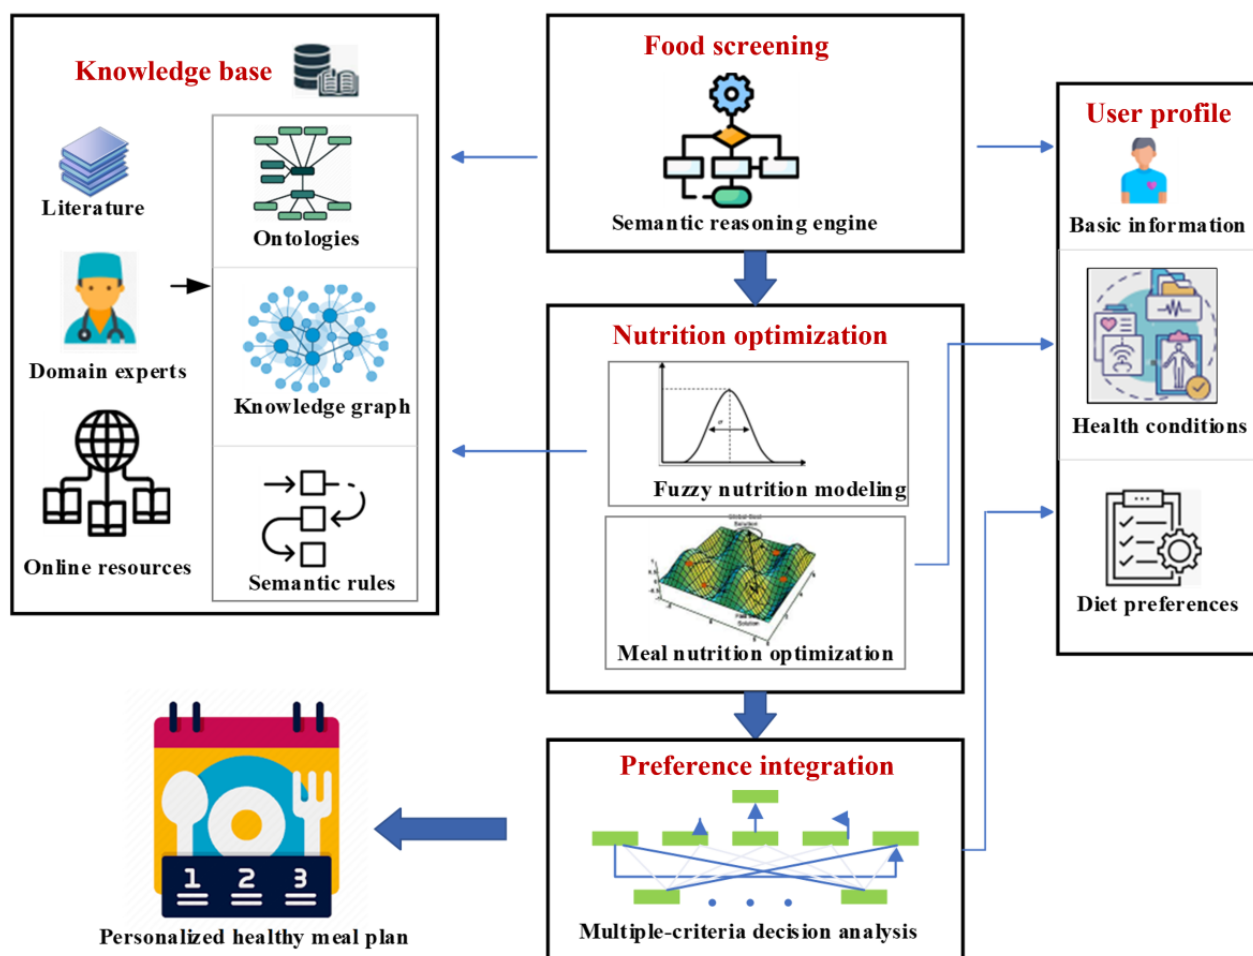 Knowledge base
Literature
Domain experts
Online resources
Ontologies
Knowledge graph
Semantic rules
Food screening
Semantic reasoning engine
Nutrition optimization
σ
Fuzzy nutrition modeling
Solution
Solution
Meal nutrition optimization
Preference integration
Multiple-criteria decision analysis
User profile
Basic information
Health conditions
Diet preferences
1 2 3
Personalized healthy meal plan